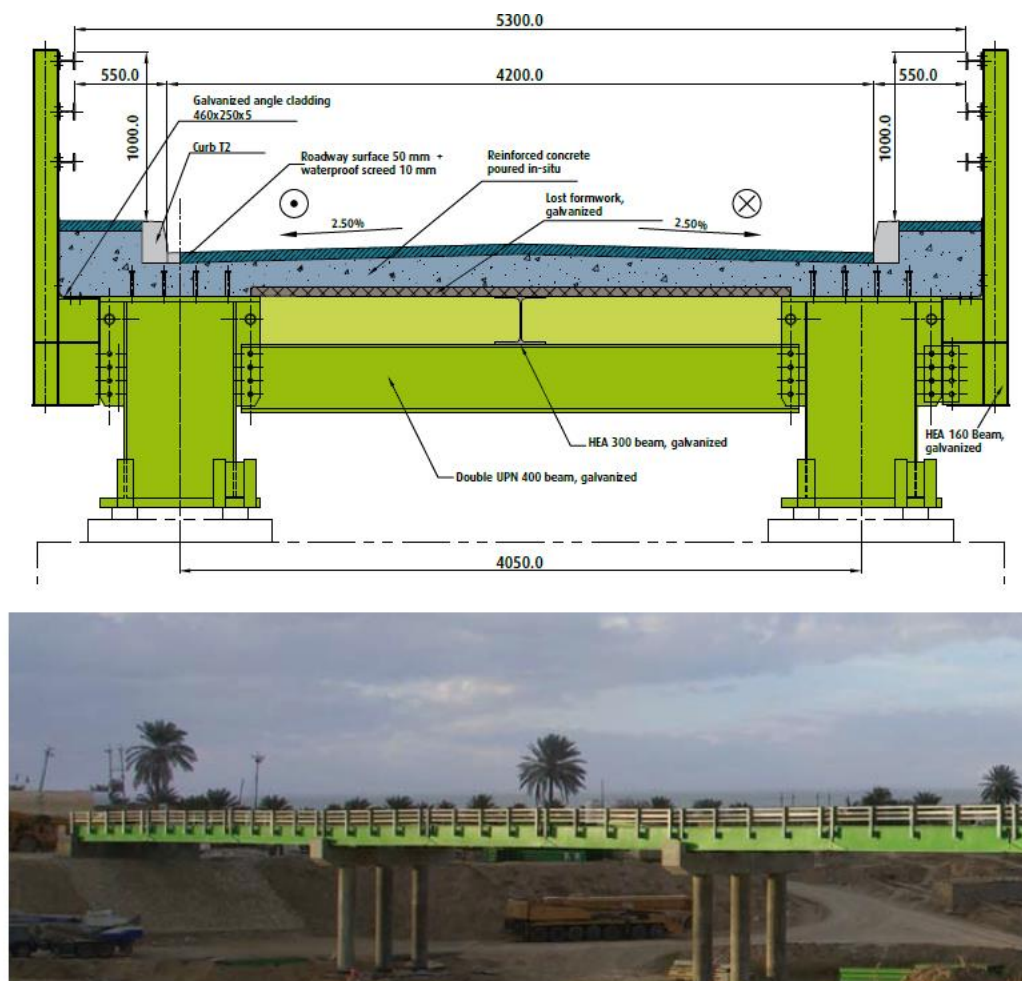 5300.0
550.0
4200.0
550.0
Galvanized angle cladding
460x250x5
1000.0
1000.0
Curb T2
Roadway surface 50 mm +
waterproof screed 10 mm
Reinforced concrete
poured in-situ
Lost formwork,
galvanized
2.50%
2.50%
HEA 300 beam, galvanized
HEA 160 Beam,
galvanized
Double UPN 400 beam, galvanized
4050.0